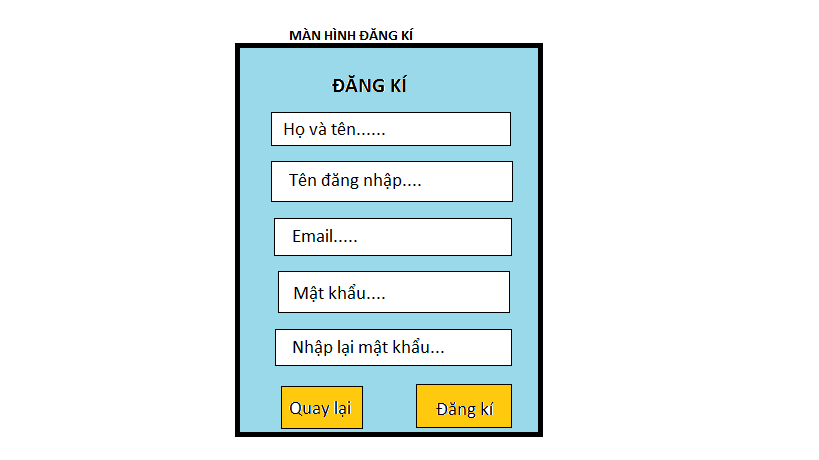 MÀN HÌNH ĐĂNG KÍ
ĐĂNG KÍ
Họ và tên......
Tên đăng nhập....
Email.....
Mật khẩu....
Nhập lại mật khẩu...
Quay lại
Đăng kí